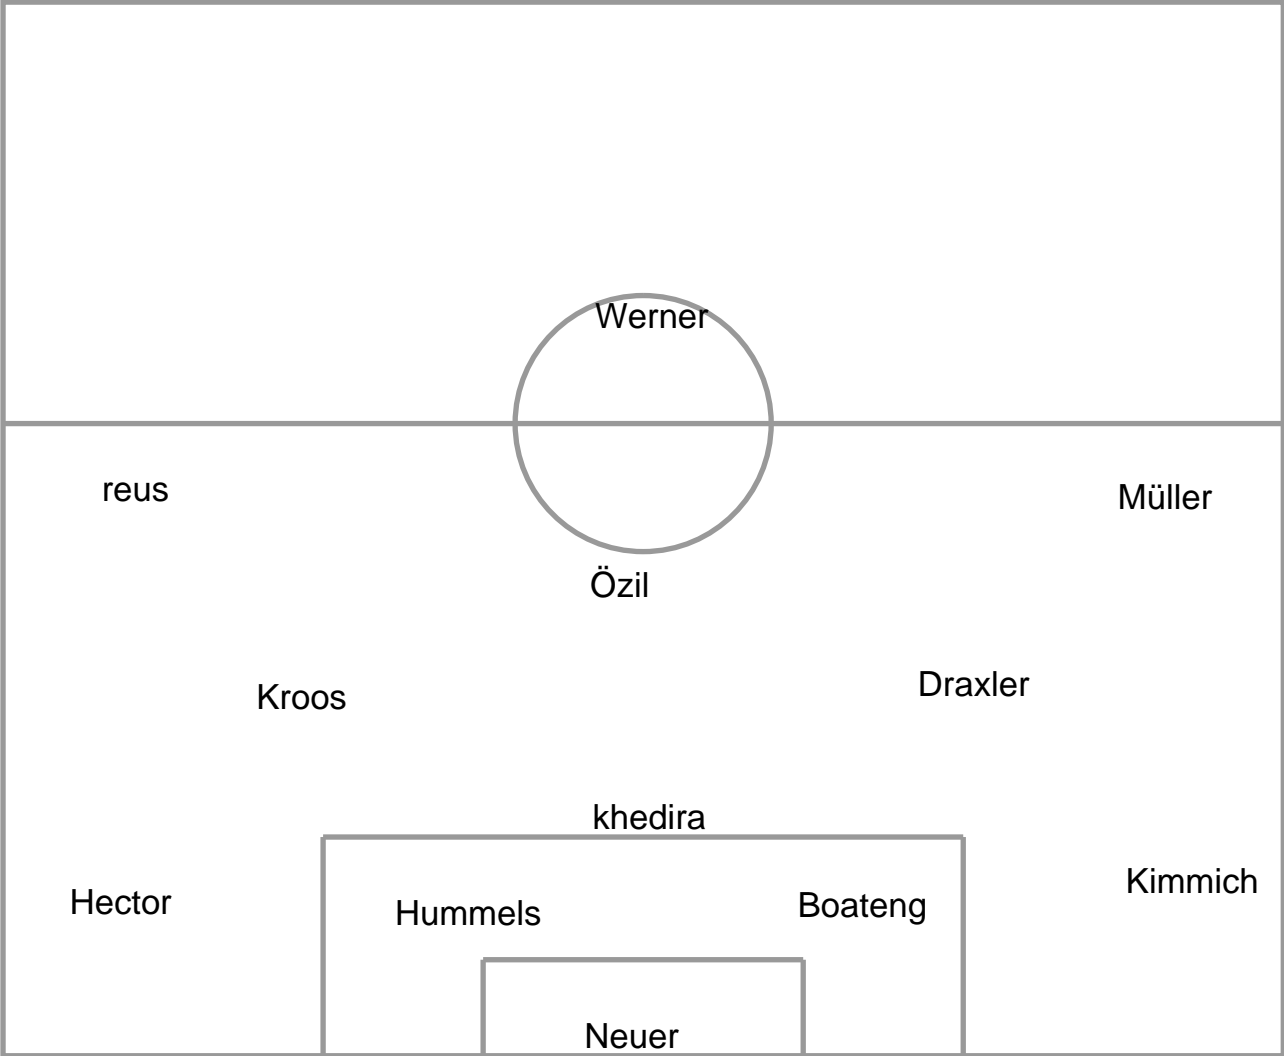 Werner
reus
Müller
Özil
Kroos
Draxler
khedira
Hector
Hummels
Boateng
Kimmich
Neuer